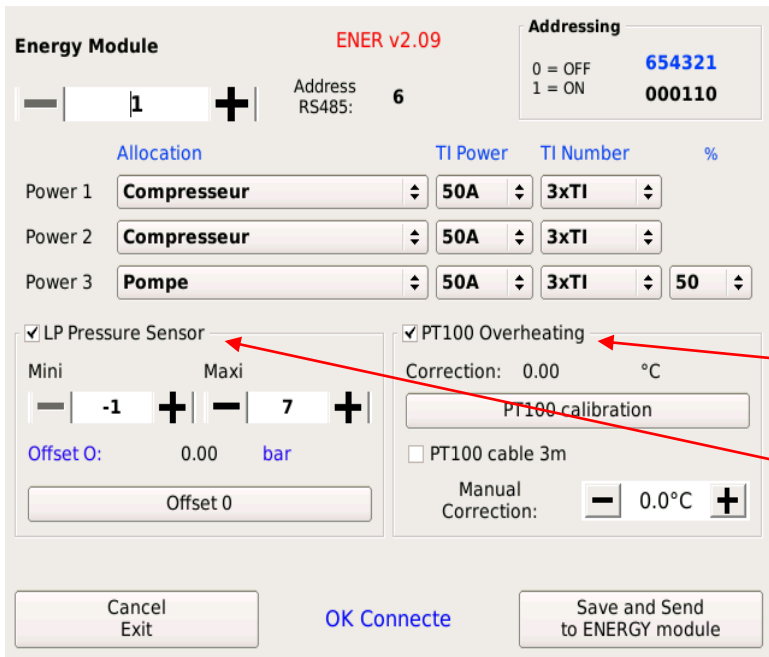 Energy Module
ENER v2.09
Addressing
0 = OFF 654321
1 = ON 000110
1
Address
RS485: 6
Allocation TI Power TI Number %
Power 1 Compresseur 50A 3xTI
Power 2 Compresseur 50A 3xTI
Power 3 Pompe 50A 3xTI 50
LP Pressure Sensor
Mini Maxi
-1 7
Offset O: 0.00 bar
Offset 0
PT100 Overheating
Correction: 0.00 °C
PT100 calibration
PT100 cable 3m
Manual
Correction: 0.0°C
Cancel
Exit
OK Connecte
Save and Send
to ENERGY module